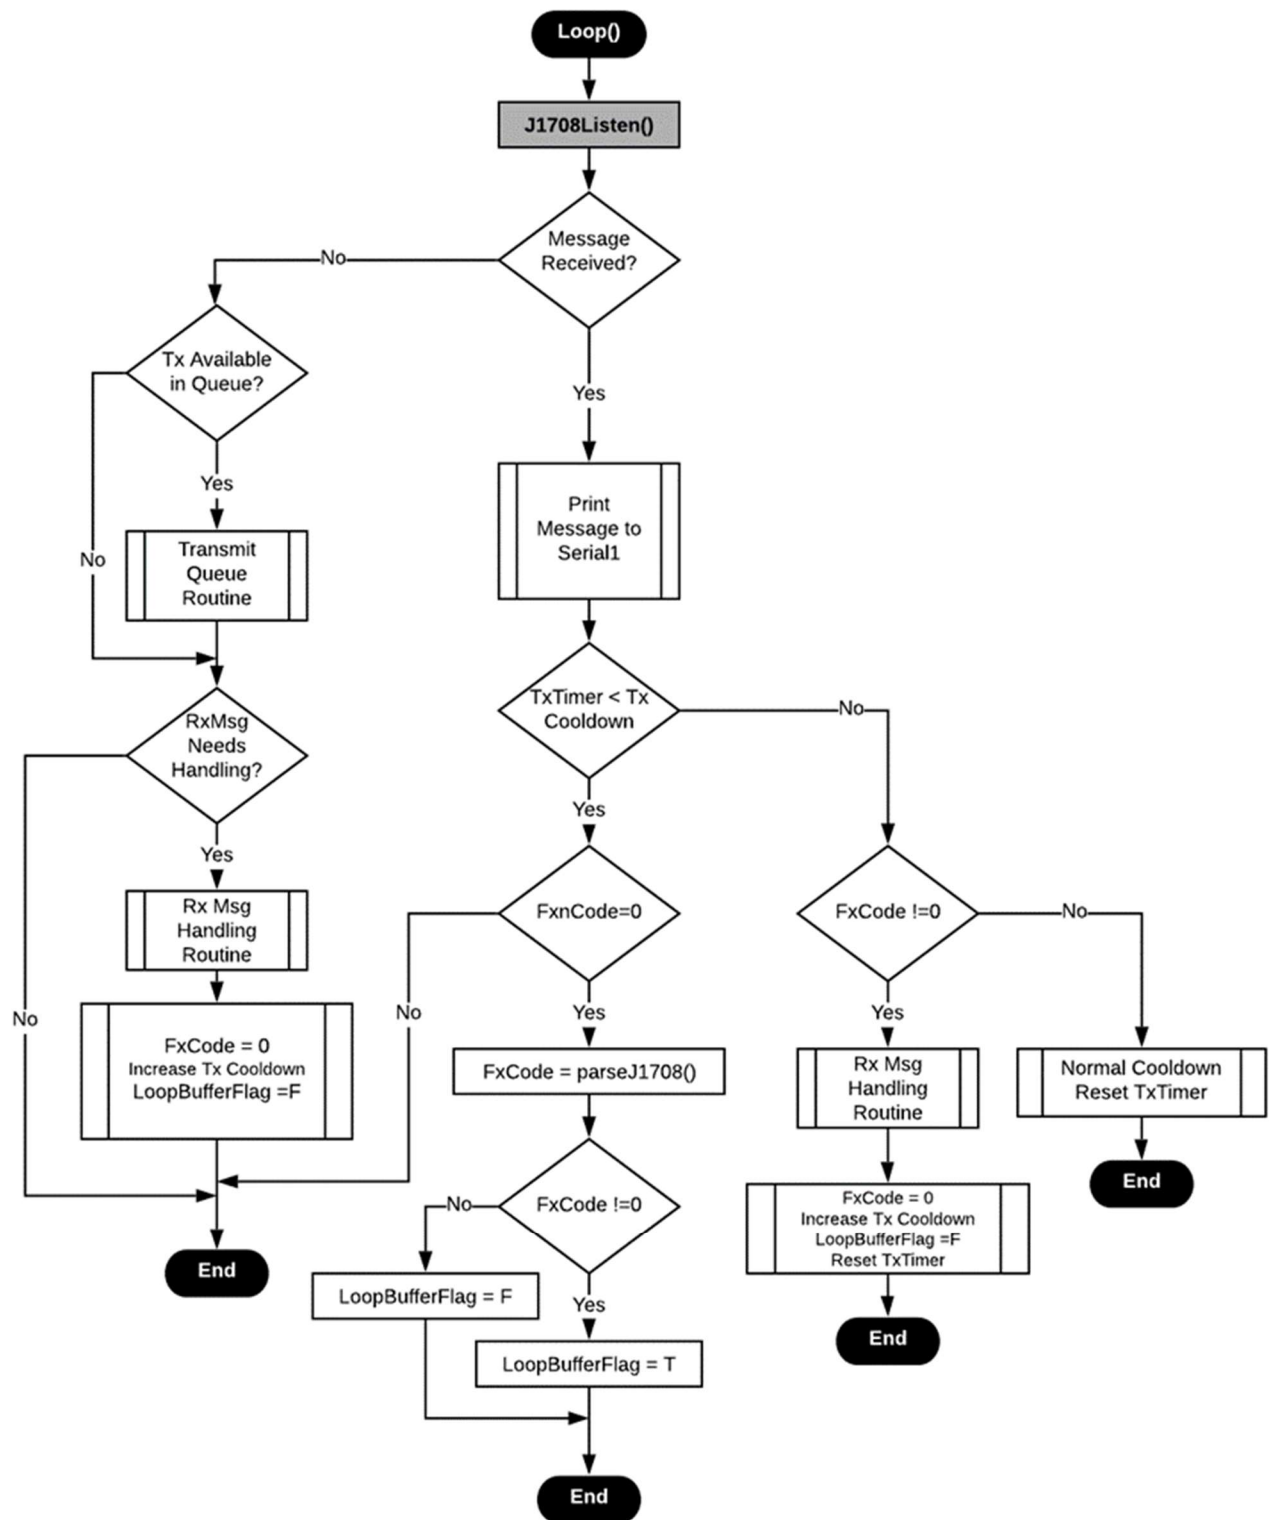 Loop()
J1708Listen()
Message
Received?
No
Tx Available
in Queue?
Yes
Yes
Print
Message to
Serial1
No
Transmit
Queue
Routine
TxTimer < Tx
Cooldown
No
RxMsg
Needs
Handling?
Yes
Yes
Rx Msg
Handling
Routine
FxnCode=0
FxCode !=0
No
No
No
Yes
Yes
FxCode = 0
Increase Tx Cooldown
LoopBufferFlag =F
FxCode = parseJ1708()
Rx Msg
Handling
Routine
Normal Cooldown
Reset TxTimer
End
FxCode !=0
No
FxCode = 0
Increase Tx Cooldown
LoopBufferFlag =F
Reset TxTimer
End
LoopBufferFlag = F
Yes
End
LoopBufferFlag = T
End